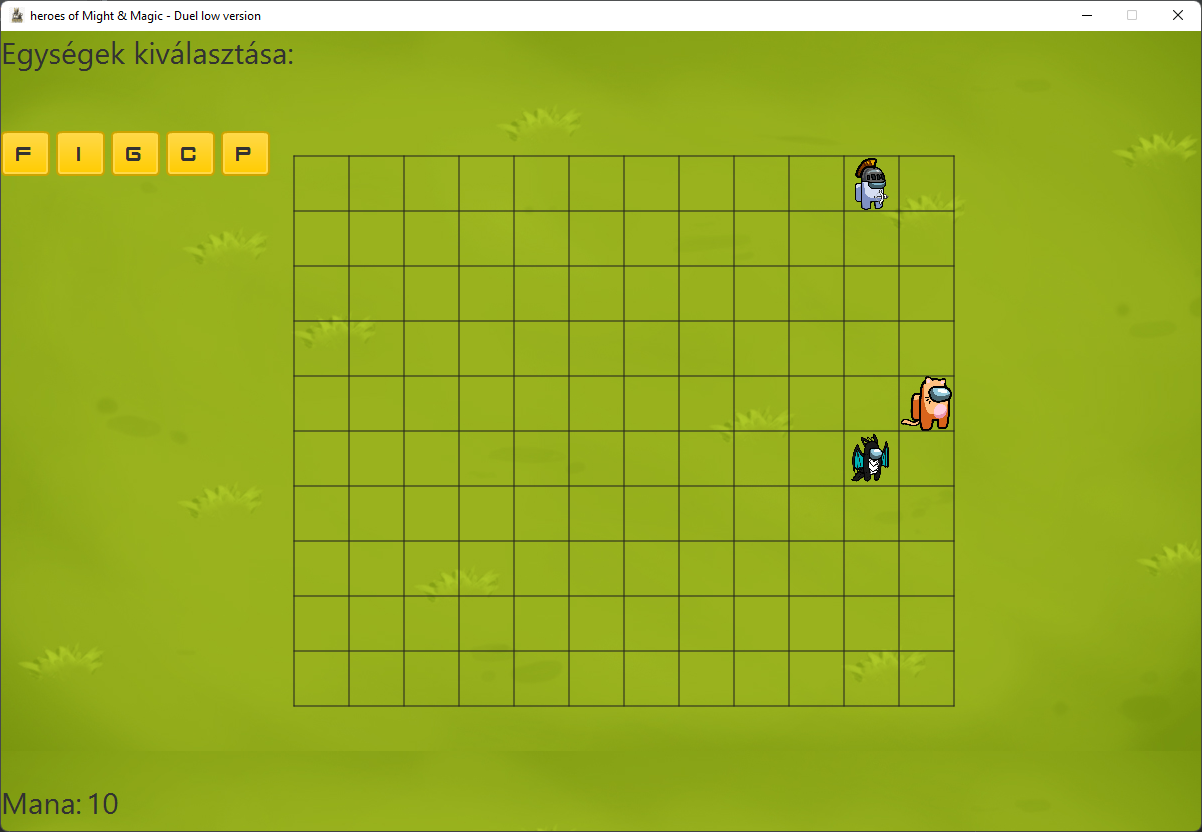 heroes of Might & Magic - Duel low version
Egységek kiválasztása:
F I G C P
Mana: 10